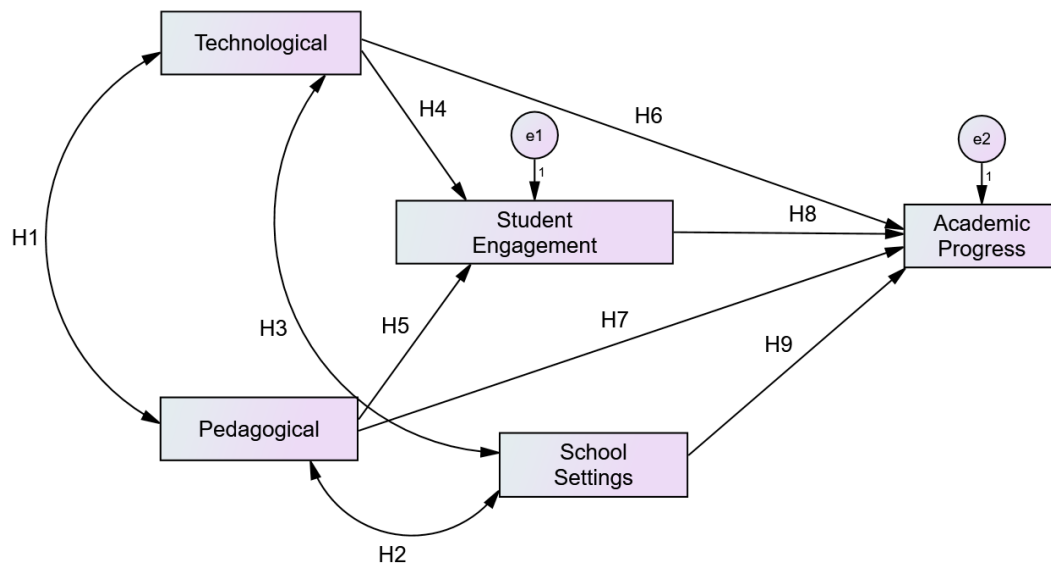 Technological
H4
H6
e1
e2
1
1
H8
Student
Engagement
Academic
Progress
H1
H3
H5
H7
H9
Pedagogical
School
Settings
H2